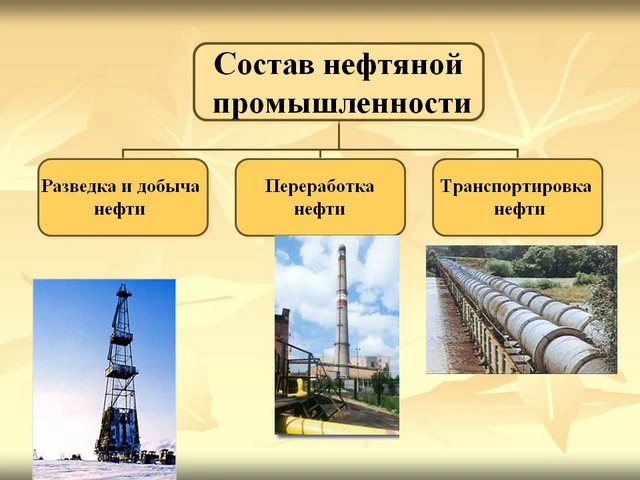 Состав нефтяной
промышленности
Разведка и добыча
нефти
Переработка
нефти
Транспортировка
нефти